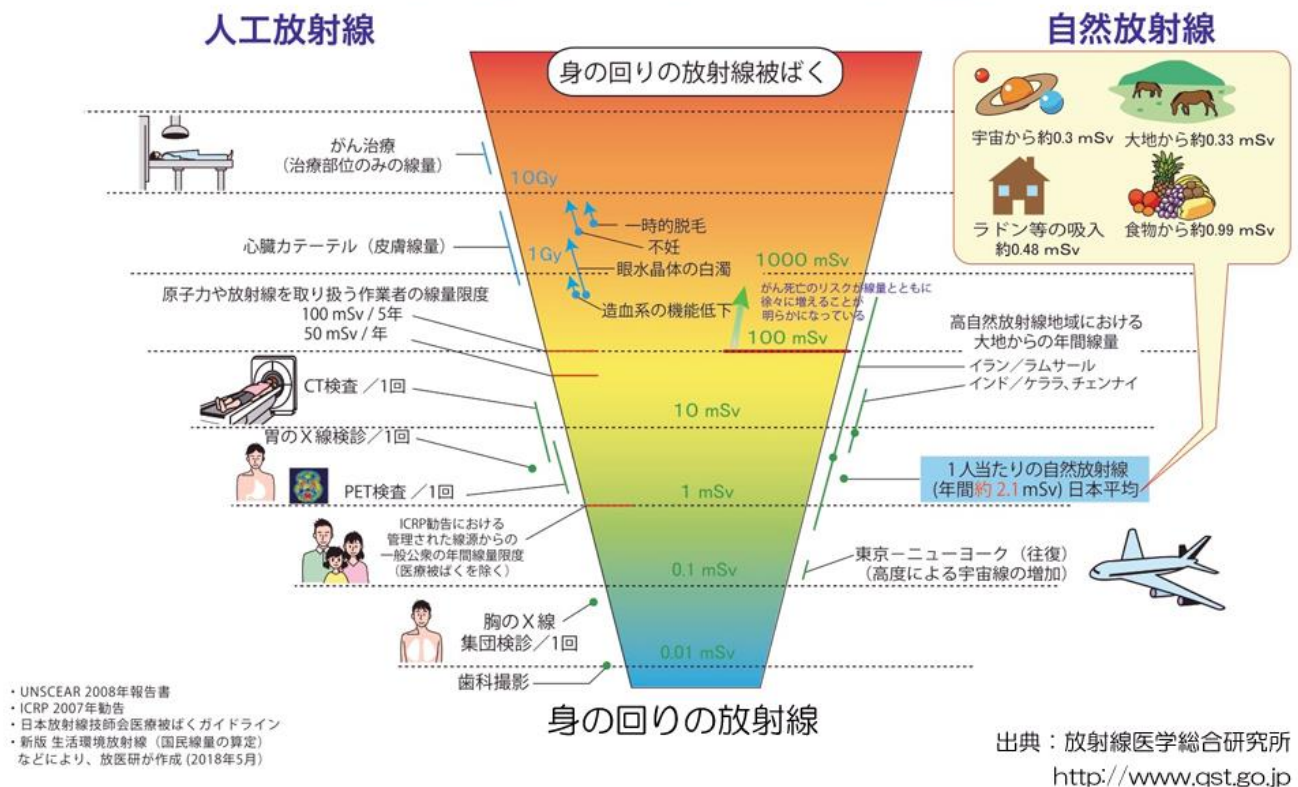 人工放射線
自然放射線
身の回りの放射線被ばく
宇宙から約0.3 mSv
大地から約0.33 mSv
ラドン等の吸入
約0.48 mSv
食物から約0.99 mSv
がん治療
(治療部位のみの線量)
10Gy
一時的脱毛
不妊
心臓カテーテル(皮膚線量)
1Gy
眼水晶体の白濁
1000 mSv
原子力や放射線を取り扱う作業者の線量限度
100 mSv / 5年
50 mSv / 年
造血系の機能低下
がん死亡のリスクが線量とともに
徐々に増えることが
明らかになっている
100 mSv
高自然放射線地域における
大地からの年間線量
イラン/ラムサール
インド/ケララ、チェンナイ
CT検査 /1回
10 mSv
胃のX線検診/1回
PET検査/1回
1 mSv
1人当たりの自然放射線
(年間約 2.1mSv) 日本平均
ICRP勧告における
管理された線源からの
一般公衆の年間線量限度
(医療被ばくを除く)
0.1 mSv
東京-ニューヨーク(往復)
(高度による宇宙線の増加)
胸のX線
集団検診/1回
0.01 mSv
歯科撮影
身の回りの放射線
・UNSCEAR 2008年報告書
・ICRP 2007年勧告
・日本放射線技師会医療被ばくガイドライン
・新版 生活環境放射線(国民線量の算定)
などにより、放医研が作成 (2018年5月)
出典:放射線医学総合研究所
http://www.qst.go.jp